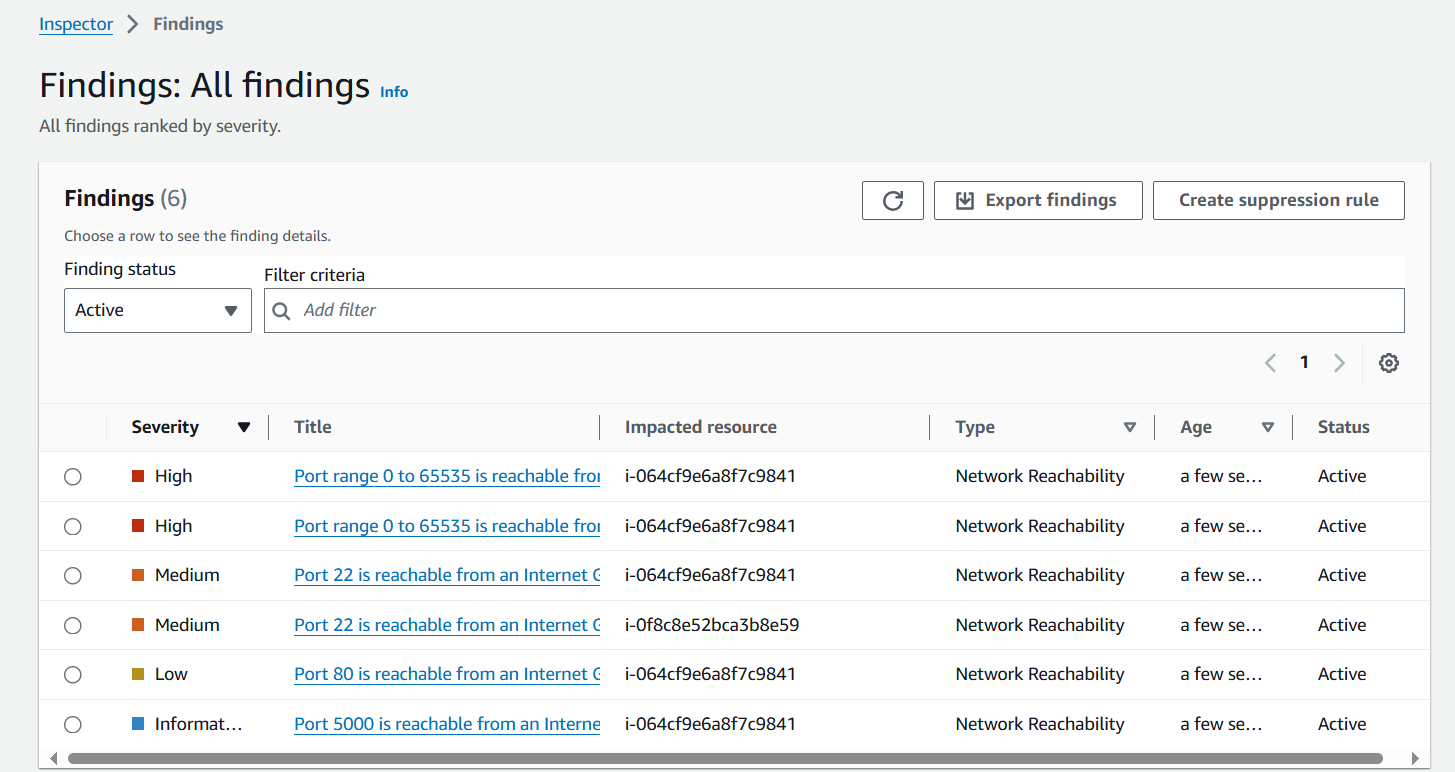 Inspector > Findings
Findings: All findings Info
All findings ranked by severity.
Findings (6)
Export findings
Create suppression rule
Choose a row to see the finding details.
Finding status
Filter criteria
Active
Add filter
1
Severity Title Impacted resource Type Age Status
High Port range 0 to 65535 is reachable from i-064cf9e6a8f7c9841 Network Reachability a few se... Active
High Port range 0 to 65535 is reachable from i-064cf9e6a8f7c9841 Network Reachability a few se... Active
Medium Port 22 is reachable from an Internet G i-064cf9e6a8f7c9841 Network Reachability a few se... Active
Medium Port 22 is reachable from an Internet G i-0f8c8e52bca3b8e59 Network Reachability a few se... Active
Low Port 80 is reachable from an Internet G i-064cf9e6a8f7c9841 Network Reachability a few se... Active
Informat... Port 5000 is reachable from an Interne i-064cf9e6a8f7c9841 Network Reachability a few se... Active